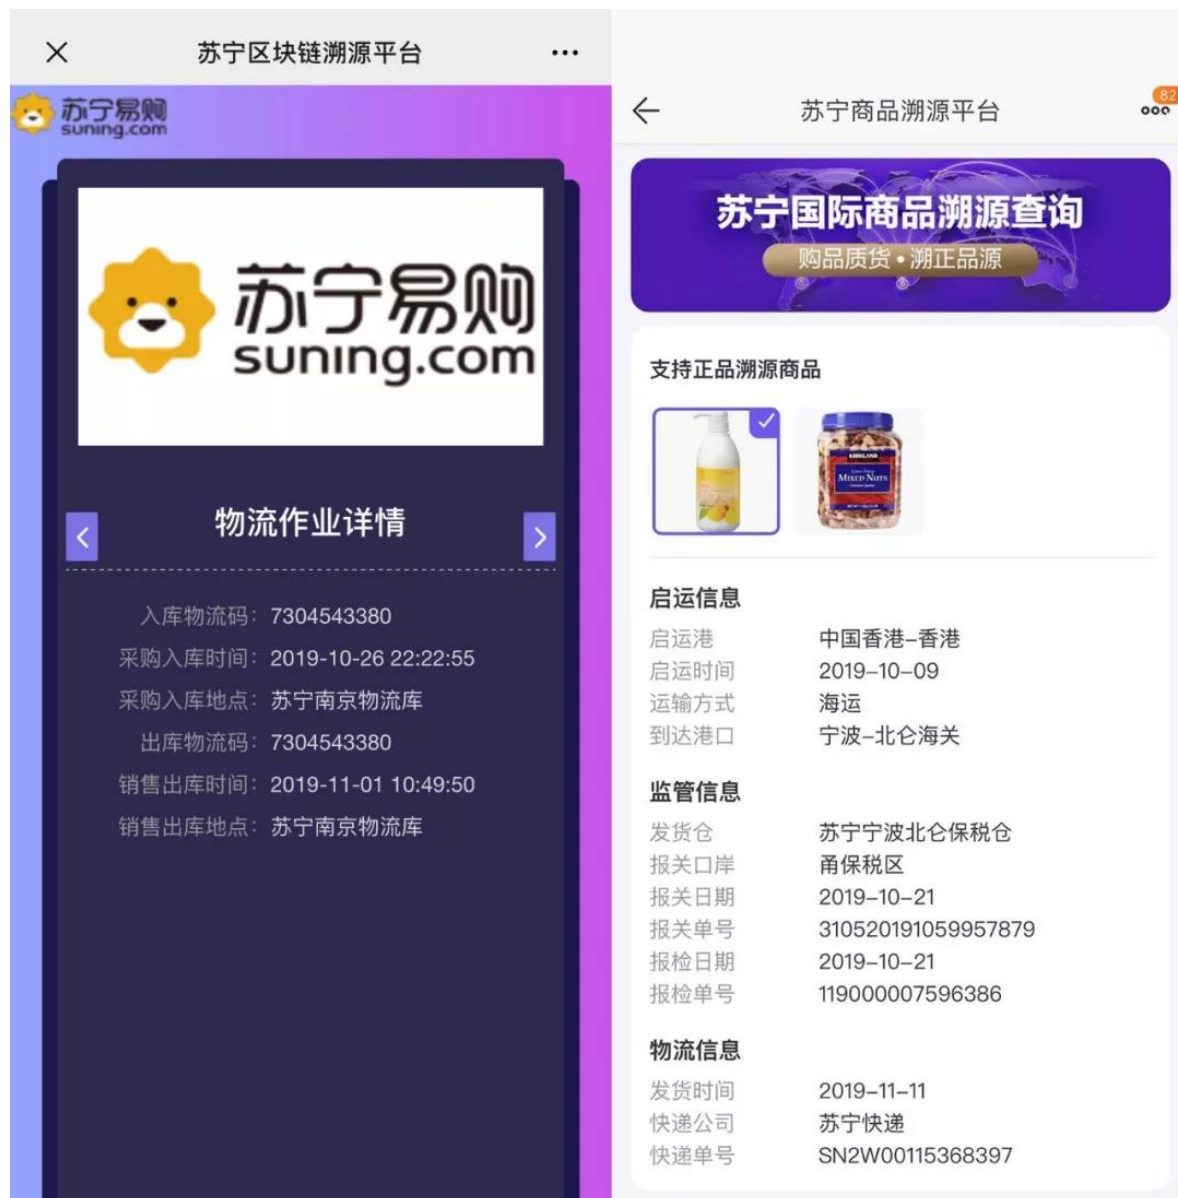 苏宁区块链溯源平台
苏宁易购
suning.com
苏宁易购
suning.com
物流作业详情
入库物流码：7304543380
采购入库时间：2019-10-26 22:22:55
采购入库地点：苏宁南京物流库
出库物流码：7304543380
销售出库时间：2019-11-01 10:49:50
销售出库地点：苏宁南京物流库
苏宁商品溯源平台
82
苏宁国际商品溯源查询
购品质货•溯正品源
支持正品溯源商品
KIRKLAND
MIXED NUTS
启运信息
启运港 中国香港–香港
启运时间 2019–10–09
运输方式 海运
到达港口 宁波–北仑海关
监管信息
发货仓 苏宁宁波北仑保税仓
报关口岸 甬保税区
报关日期 2019–10–21
报关单号 310520191059957879
报检日期 2019–10–21
报检单号 119000007596386
物流信息
发货时间 2019–11–11
快递公司 苏宁快递
快递单号 SN2W00115368397